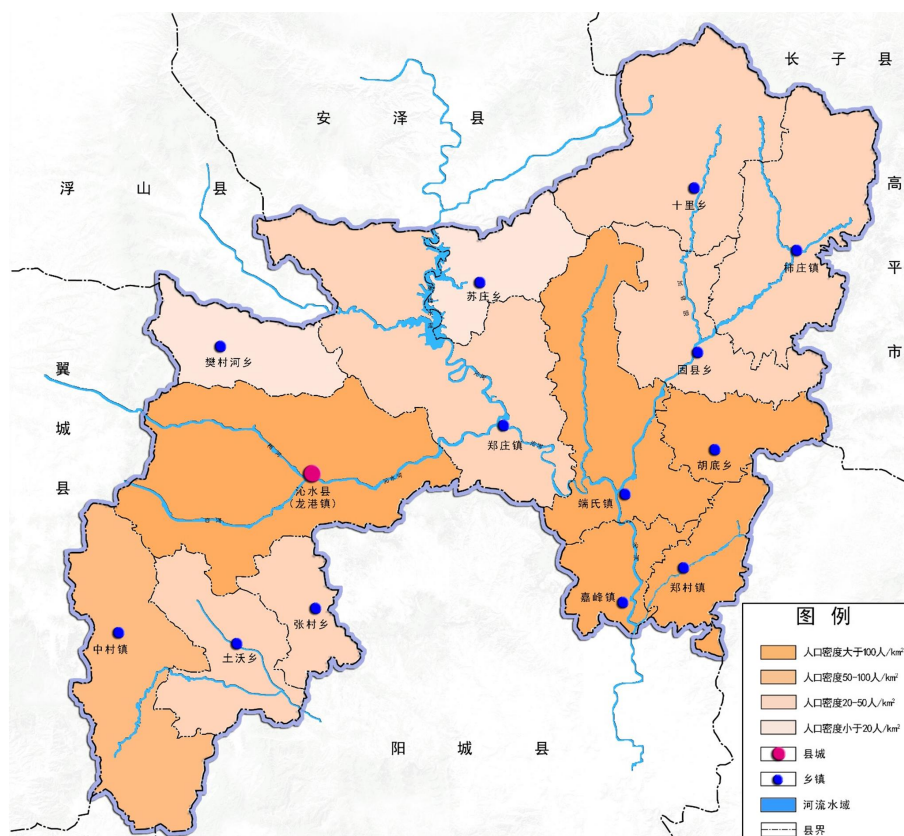 长子县
安泽县
浮山县
高平市
翼城县
阳城县
十里乡
柿庄镇
苏庄乡
固县乡
樊村河乡
郑庄镇
胡底乡
沁水县
(龙港镇)
端氏镇
郑村镇
嘉峰镇
张村乡
中村镇
土沃乡
图例
人口密度大于100人/km²
人口密度50-100人/km²
人口密度20-50人/km²
人口密度小于20人/km²
县城
乡镇
河流水域
县界